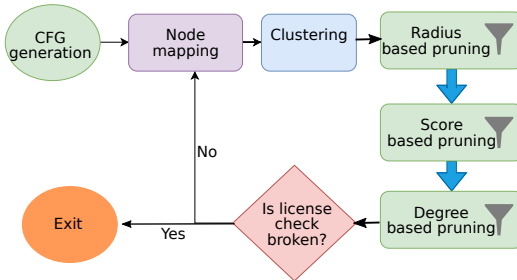 CFG
generation
Node
mapping
Clustering
Radius
based pruning
Score
based pruning
Degree
based pruning
Is license
check
broken?
No
Yes
Exit